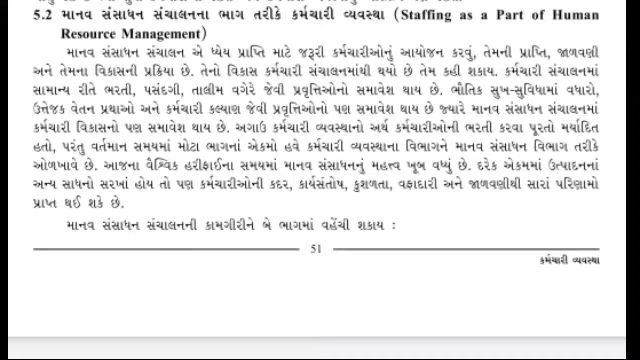 5.2 માનવ સંસાધન સંચાલનના ભાગ તરીકે કર્મચારી વ્યવસ્થા (Staffing as a Part of Human
Resource Management)
માનવ સંસાધન સંચાલન એ ધ્યેય પ્રાપ્તિ માટે જરૂરી કર્મચારીઓનું આયોજન કરવું, તેમની પ્રાપ્તિ, જાળવણી
અને તેમના વિકાસની પ્રક્રિયા છે. તેનો વિકાસ કર્મચારી સંચાલનમાંથી થયો છે તેમ કહી શકાય. કર્મચારી સંચાલનમાં
સામાન્ય રીતે ભરતી, પસંદગી, તાલીમ વગેરે જેવી પ્રવૃત્તિઓનો સમાવેશ થાય છે. ભૌતિક સુખ-સુવિધામાં વધારો,
ઉત્તેજક વેતન પ્રથાઓ અને કર્મચારી કલ્યાણ જેવી પ્રવૃત્તિઓનો પણ સમાવેશ થાય છે જ્યારે માનવ સંસાધન સંચાલનમાં
કર્મચારી વિકાસનો પણ સમાવેશ થાય છે. અગાઉ કર્મચારી વ્યવસ્થાનો અર્થ કર્મચારીઓની ભરતી કરવા પૂરતો મર્યાદિત
હતો, પરંતુ વર્તમાન સમયમાં મોટા ભાગનાં એકમો હવે કર્મચારી વ્યવસ્થાના વિભાગને માનવ સંસાધન વિભાગ તરીકે
ઓળખાવે છે. આજના વૈશ્વિક હરીફાઈના સમયમાં માનવ સંસાધનનું મહત્ત્વ ખૂબ વધ્યું છે. દરેક એકમમાં ઉત્પાદનનાં
અન્ય સાધનો સરખાં હોય તો પણ કર્મચારીઓની કદર, કાર્યસંતોષ, કુશળતા, વફાદારી અને જાળવણીથી સારાં પરિણામો
પ્રાપ્ત થઈ શકે છે.
માનવ સંસાધન સંચાલનની કામગીરીને બે ભાગમાં વહેંચી શકાય :
51
કર્મચારી વ્યવસ્થા